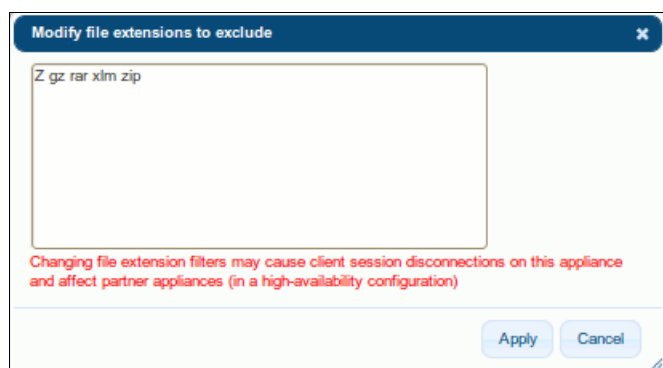 Modify file extensions to exclude
Z gz rar xlm zip
Changing file extension filters may cause client session disconnections on this appliance
and affect partner appliances (in a high-availability configuration)
Apply Cancel